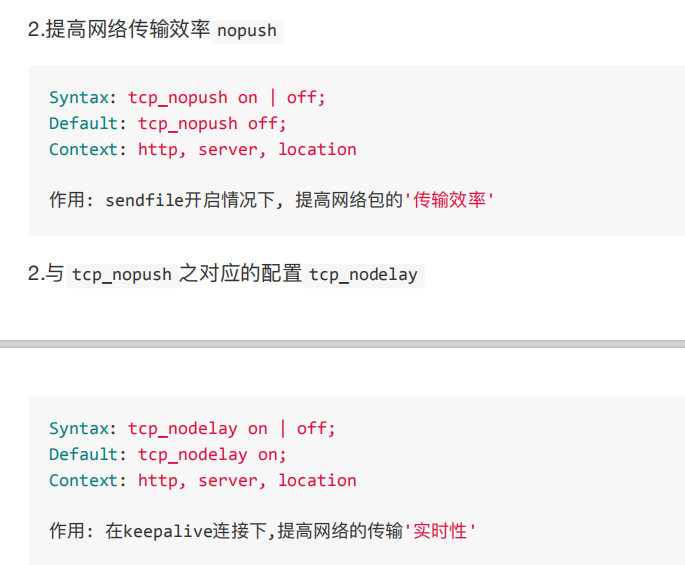 2.提高网络传输效率 nopush
Syntax: tcp_nopush on | off;
Default: tcp_nopush off;
Context: http, server, location
作用: sendfile开启情况下, 提高网络包的'传输效率'
2.与 tcp_nopush 之对应的配置 tcp_nodelay
Syntax: tcp_nodelay on | off;
Default: tcp_nodelay on;
Context: http, server, location
作用: 在keepalive连接下,提高网络的传输'实时性'